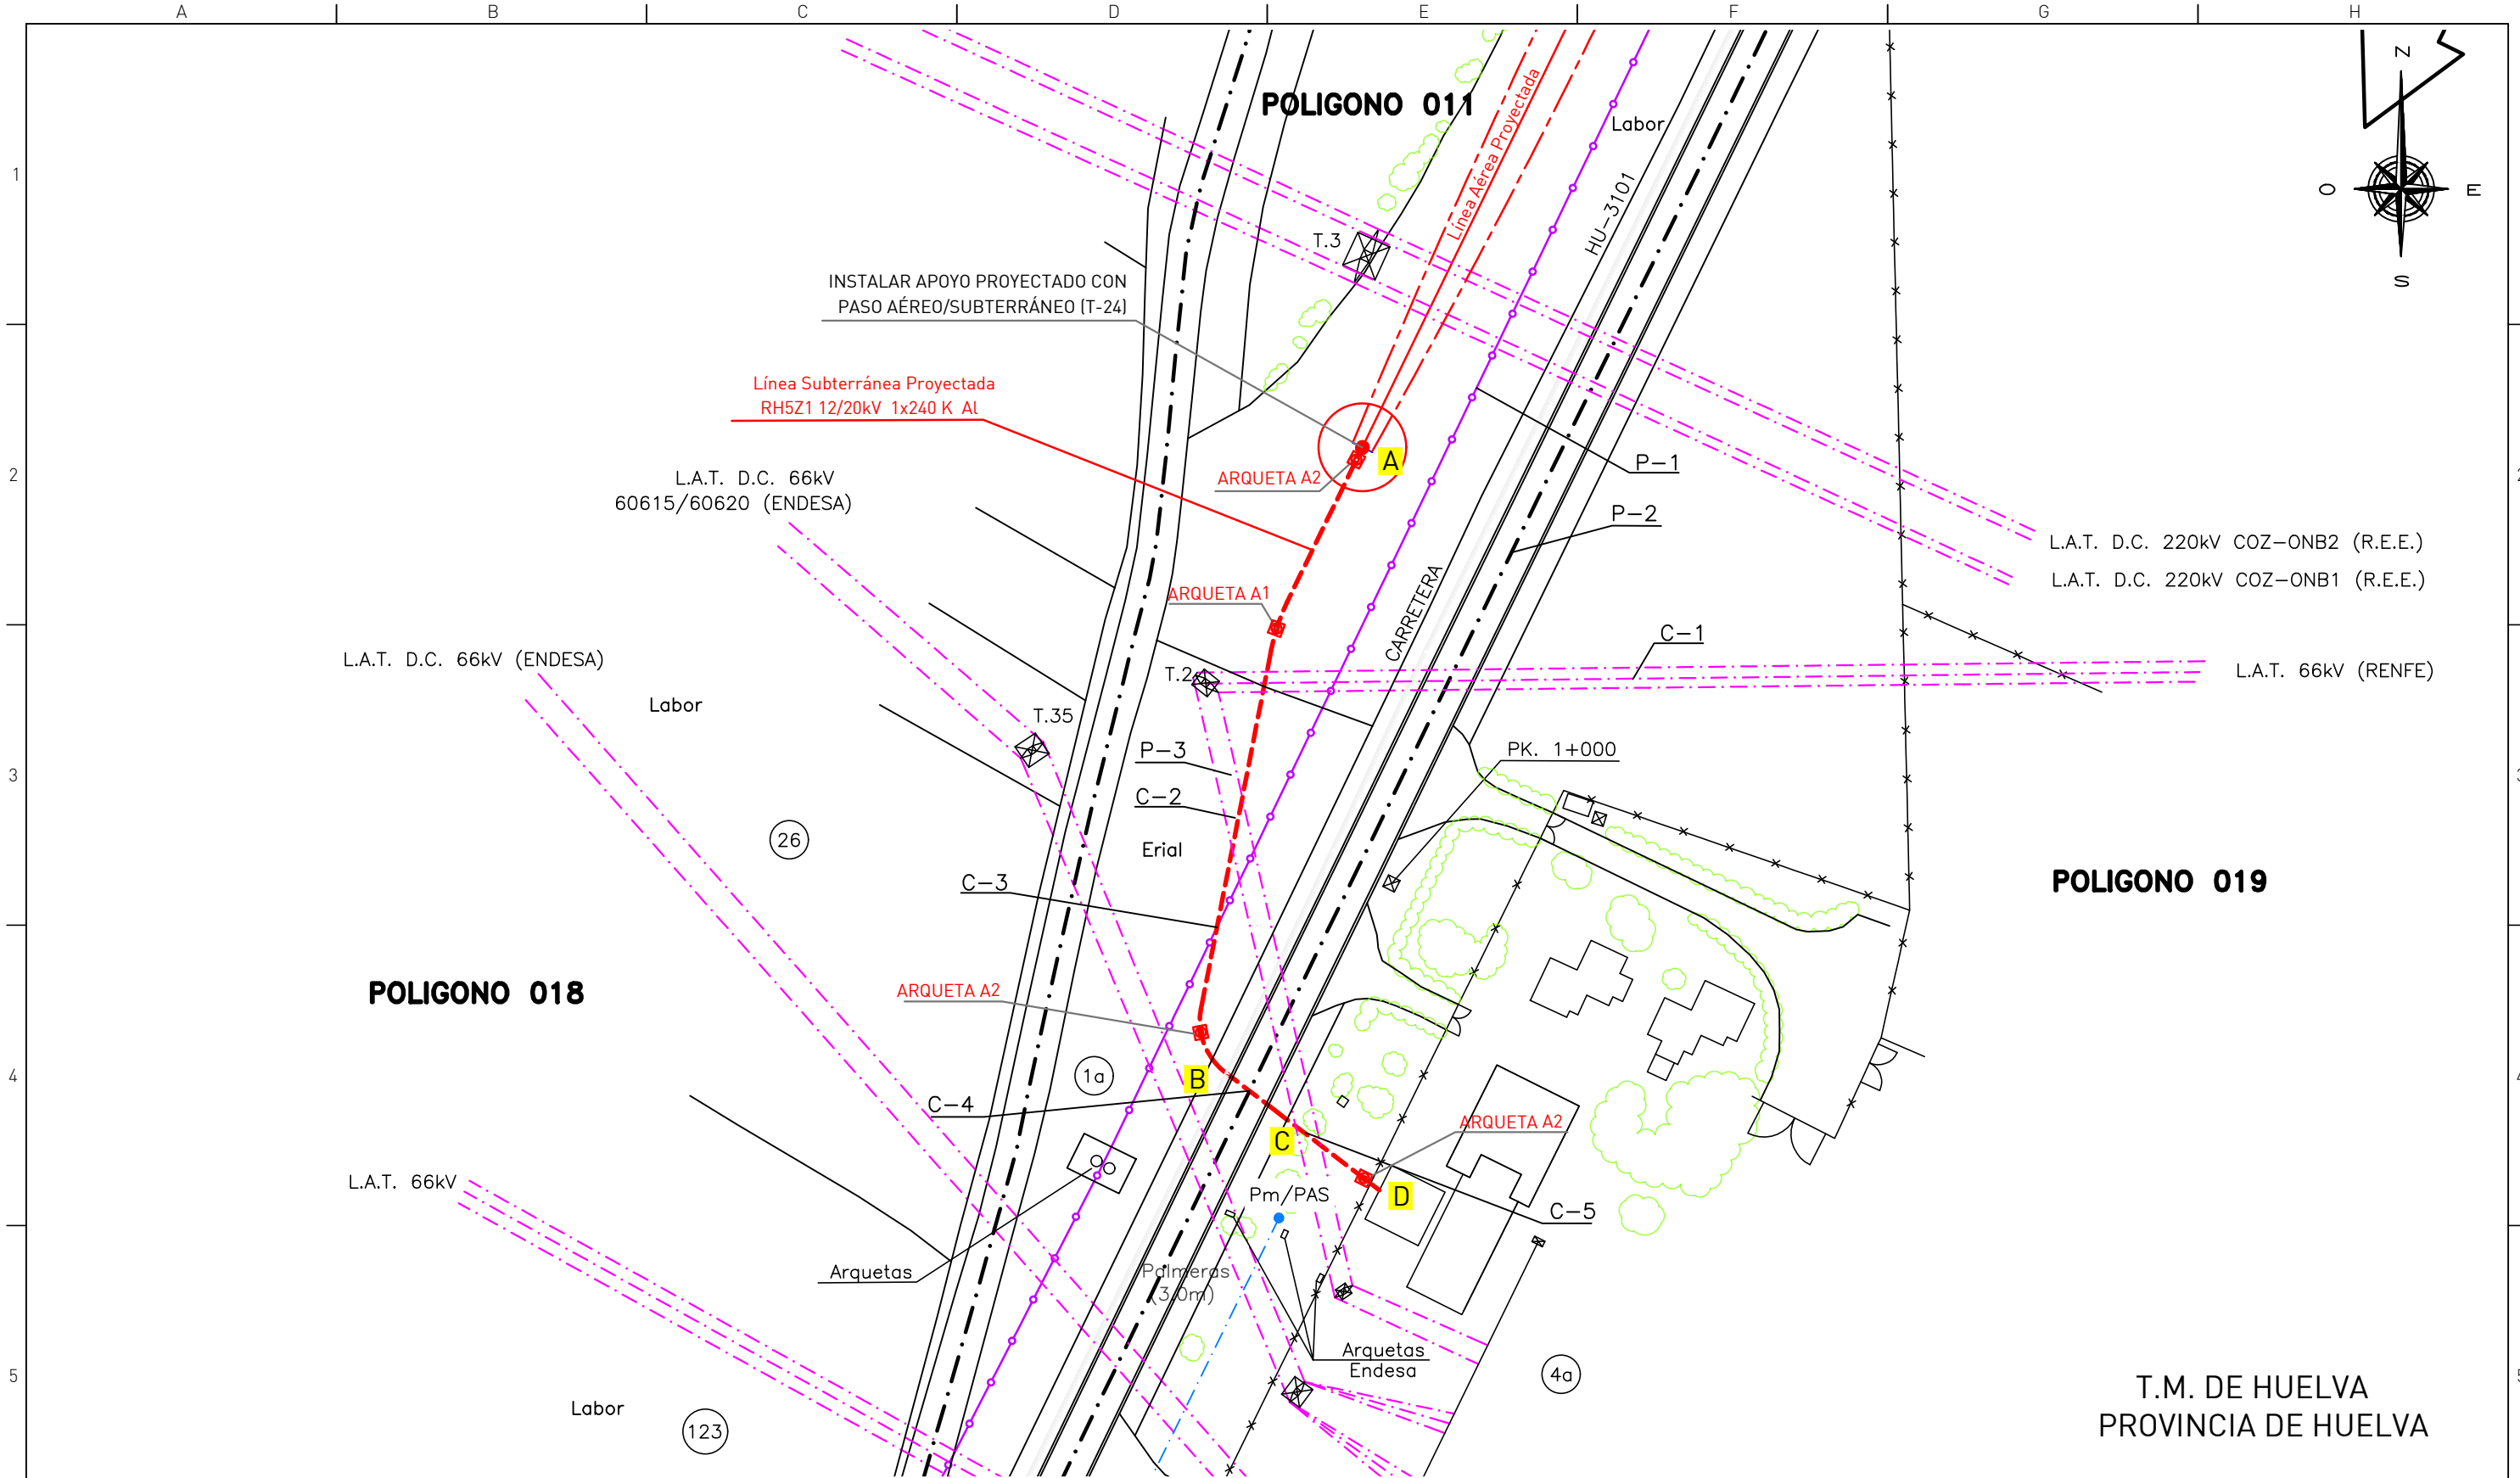 A B C D E F G H
1
2
3
4
5
POLIGONO 011
Labor
Línea Aérea Proyectada
HU-3101
N
O
E
S
T.3
INSTALAR APOYO PROYECTADO CON
PASO AÉREO/SUBTERRÁNEO (T-24)
Línea Subterránea Proyectada
RH5Z1 12/20kV 1x240 K Al
L.A.T. D.C. 66kV
60615/60620 (ENDESA)
ARQUETA A2
A
P-1
P-2
L.A.T. D.C. 220kV COZ-ONB2 (R.E.E.)
L.A.T. D.C. 220kV COZ-ONB1 (R.E.E.)
ARQUETA A1
CARRETERA
C-1
L.A.T. D.C. 66kV (ENDESA)
L.A.T. 66kV (RENFE)
T.2
Labor
T.35
P-3
PK. 1+000
C-2
26
Erial
C-3
POLIGONO 019
POLIGONO 018
ARQUETA A2
1a
B
C-4
ARQUETA A2
C
L.A.T. 66kV
Pm/PAS
D
C-5
Arquetas
Palmeras
(3.0m)
Arquetas
Endesa
4a
Labor
123
T.M. DE HUELVA
PROVINCIA DE HUELVA